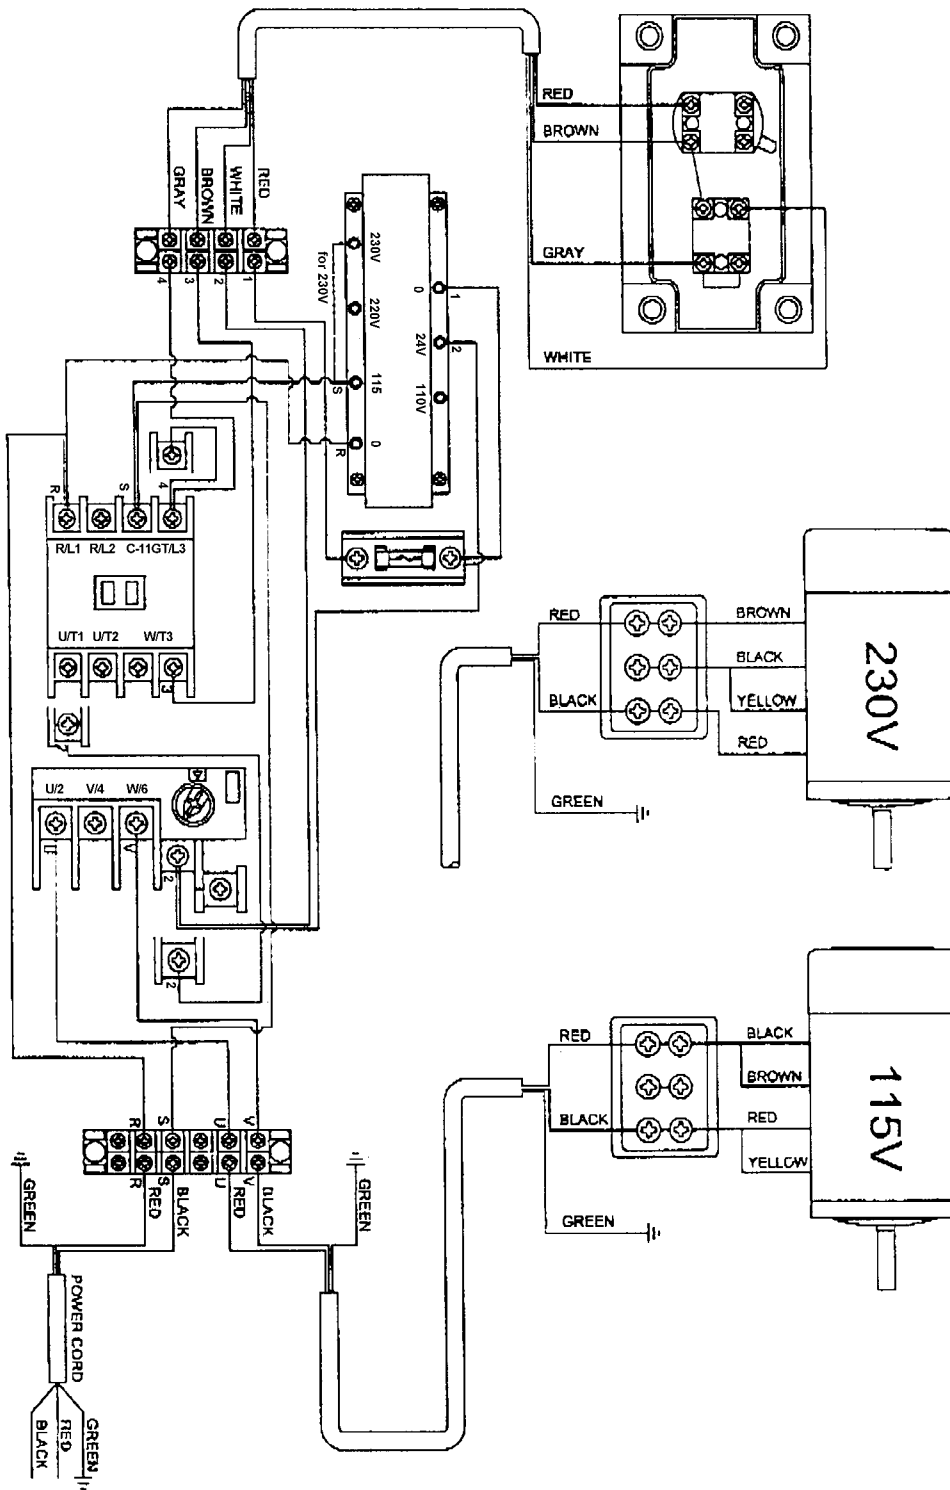 RED
BROWN
GRAY
WHITE
GRAY
BROWN
WHITE
RED
4
3
2
1
230V
for 230V
220V
S
115
0
R
0
1
24V
2
110V
R
S
4
R/L1
R/L2
C-11GT/L3
U/T1
U/T2
W/T3
3
U/2
V/4
W/6
U
V
2
2
RED
BLACK
GREEN
BROWN
BLACK
YELLOW
RED
230V
RED
BLACK
GREEN
BLACK
BROWN
RED
YELLOW
115V
R
S
U
V
R
S
U
V
GREEN
RED
BLACK
RED
BLACK
GREEN
POWER CORD
GREEN
RED
BLACK